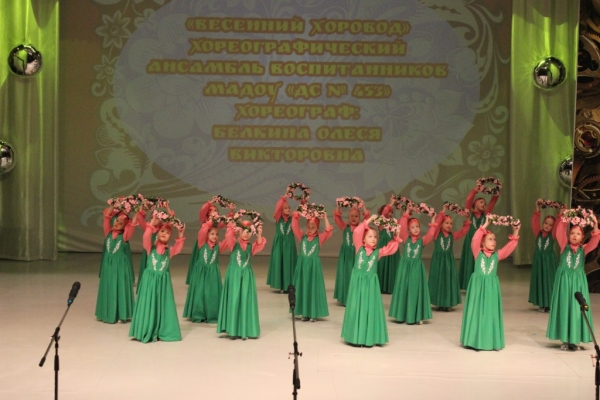 «ВЕСЕННИЙ ХОРОВОД»
ХОРЕОГРАФИЧЕСКИЙ
АНСАМБЛЬ ВОСПИТАННИКОВ
МАДОУ (ДС № 453)
ХОРЕОГРАФ:
БЕЛКИНА ОЛЕСЯ
ВИКТОРОВНА